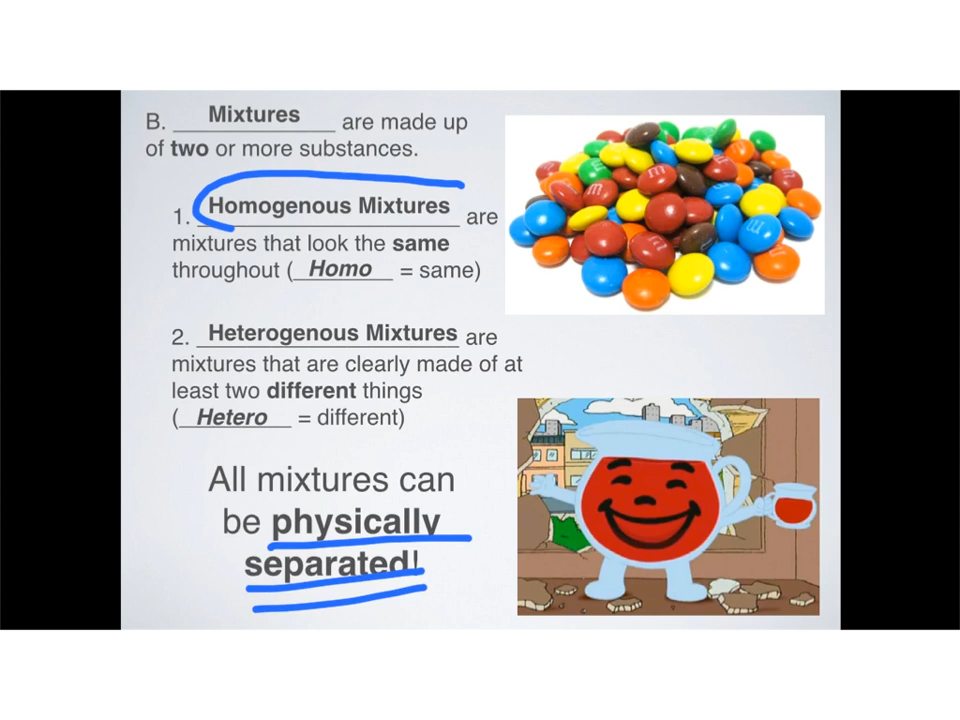 B. Mixtures are made up
of two or more substances.
1. Homogenous Mixtures are
mixtures that look the same
throughout (Homo = same)
2. Heterogenous Mixtures are
mixtures that are clearly made of at
least two different things
(Hetero = different)
All mixtures can
be physically
separated!
m
m
m
m
m